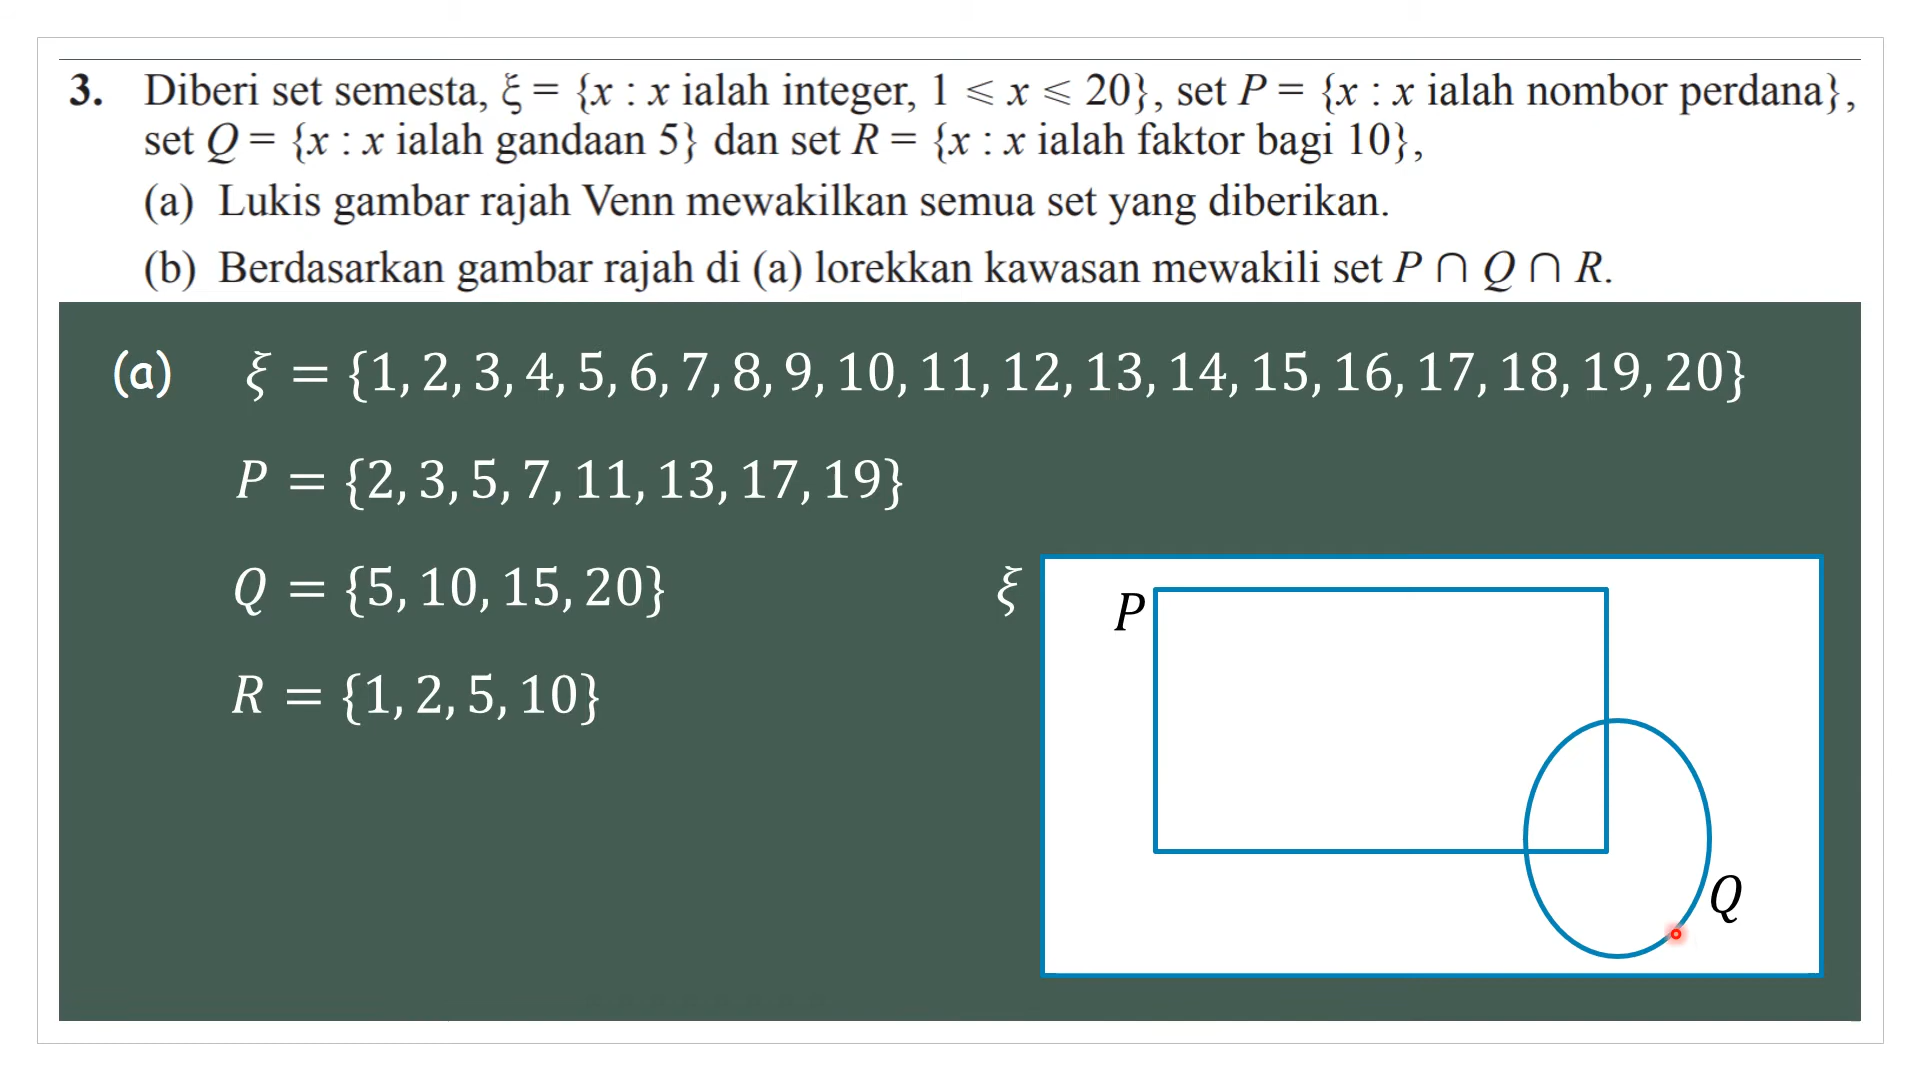 3. Diberi set semesta, ξ = {x : x ialah integer, 1 ⩽ x ⩽ 20}, set P = {x : x ialah nombor perdana},
set Q = {x : x ialah gandaan 5} dan set R = {x : x ialah faktor bagi 10},
(a) Lukis gambar rajah Venn mewakilkan semua set yang diberikan.
(b) Berdasarkan gambar rajah di (a) lorekkan kawasan mewakili set P ∩ Q ∩ R.
(a) ξ = {1, 2, 3, 4, 5, 6, 7, 8, 9, 10, 11, 12, 13, 14, 15, 16, 17, 18, 19, 20}
P = {2, 3, 5, 7, 11, 13, 17, 19}
Q = {5, 10, 15, 20}
R = {1, 2, 5, 10}
ξ
P
Q